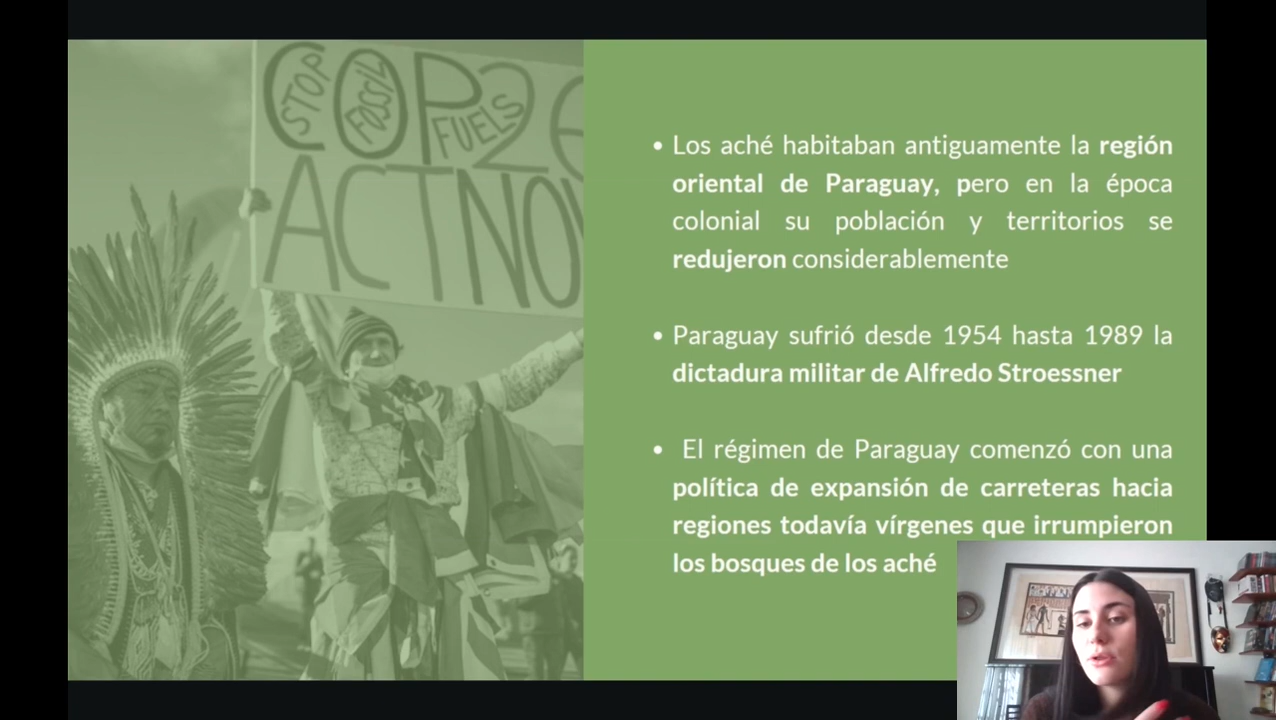 STOP
FOSSIL
FUELS
COP26
ACT NOW
• Los aché habitaban antiguamente la región
oriental de Paraguay, pero en la época
colonial su población y territorios se
redujeron considerablemente
• Paraguay sufrió desde 1954 hasta 1989 la
dictadura militar de Alfredo Stroessner
• El régimen de Paraguay comenzó con una
política de expansión de carreteras hacia
regiones todavía vírgenes que irrumpieron
los bosques de los aché